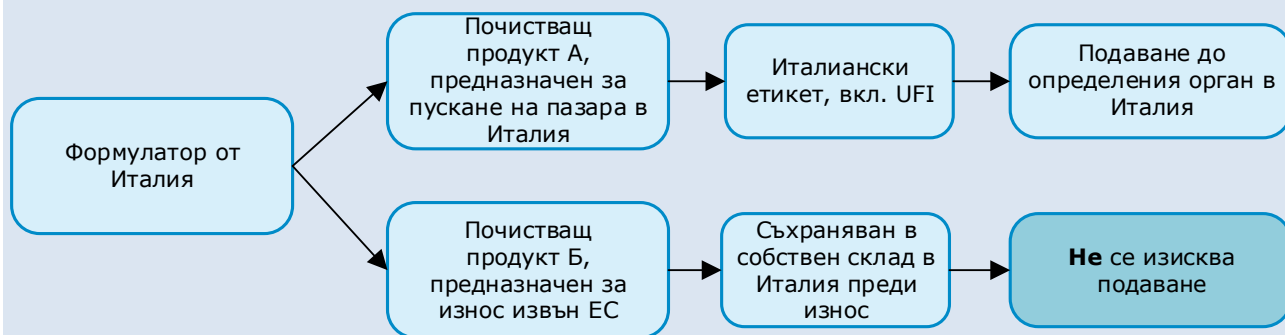 Формулатор от
Италия
Почистващ
продукт А,
предназначен за
пускане на пазара в
Италия
Италиански
етикет, вкл. UFI
Подаване до
определения орган в
Италия
Почистващ
продукт Б,
предназначен за
износ извън ЕС
Съхраняван в
собствен склад в
Италия преди
износ
Не се изисква
подаване